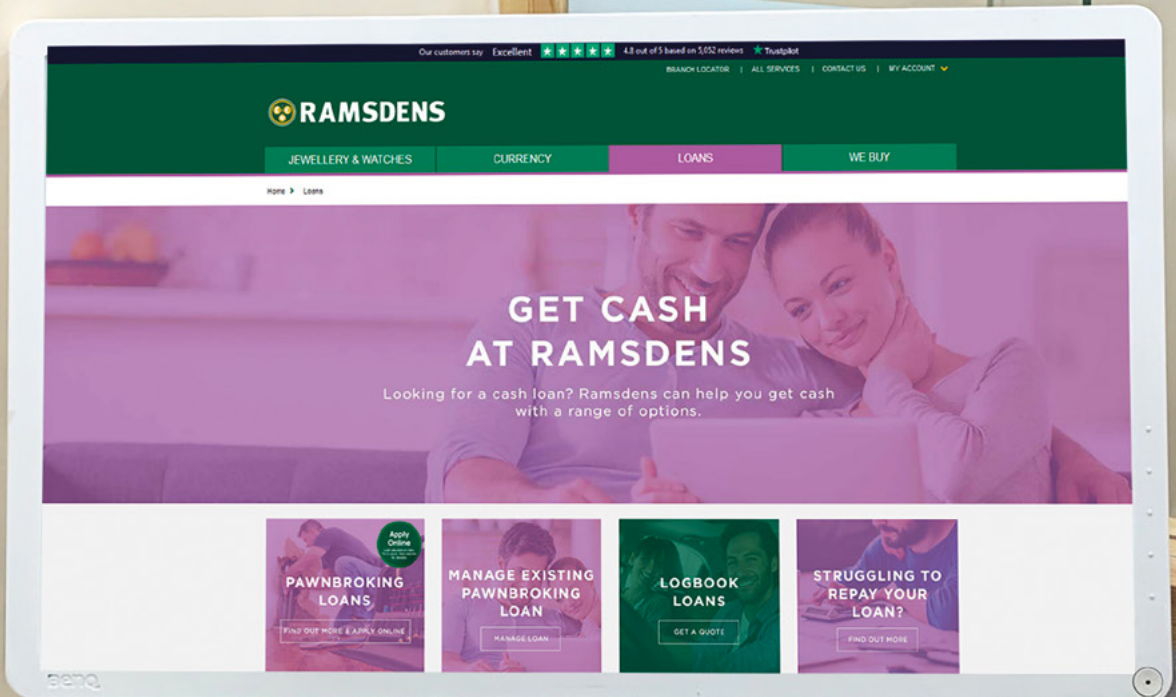 Our customers say Excellent 4.8 out of 5 based on 5,052 reviews Trustpilot
BRANCH LOCATOR | ALL SERVICES | CONTACT US | MY ACCOUNT
RAMSDENS
JEWELLERY & WATCHES CURRENCY LOANS WE BUY
Home > Loans
GET CASH
AT RAMSDENS
Looking for a cash loan? Ramsdens can help you get cash
with a range of options.
Apply
Online
PAWNBROKING
LOANS
FIND OUT MORE & APPLY ONLINE
MANAGE EXISTING
PAWNBROKING
LOAN
MANAGE LOAN
LOGBOOK
LOANS
GET A QUOTE
STRUGGLING TO
REPAY YOUR
LOAN?
FIND OUT MORE
BenQ